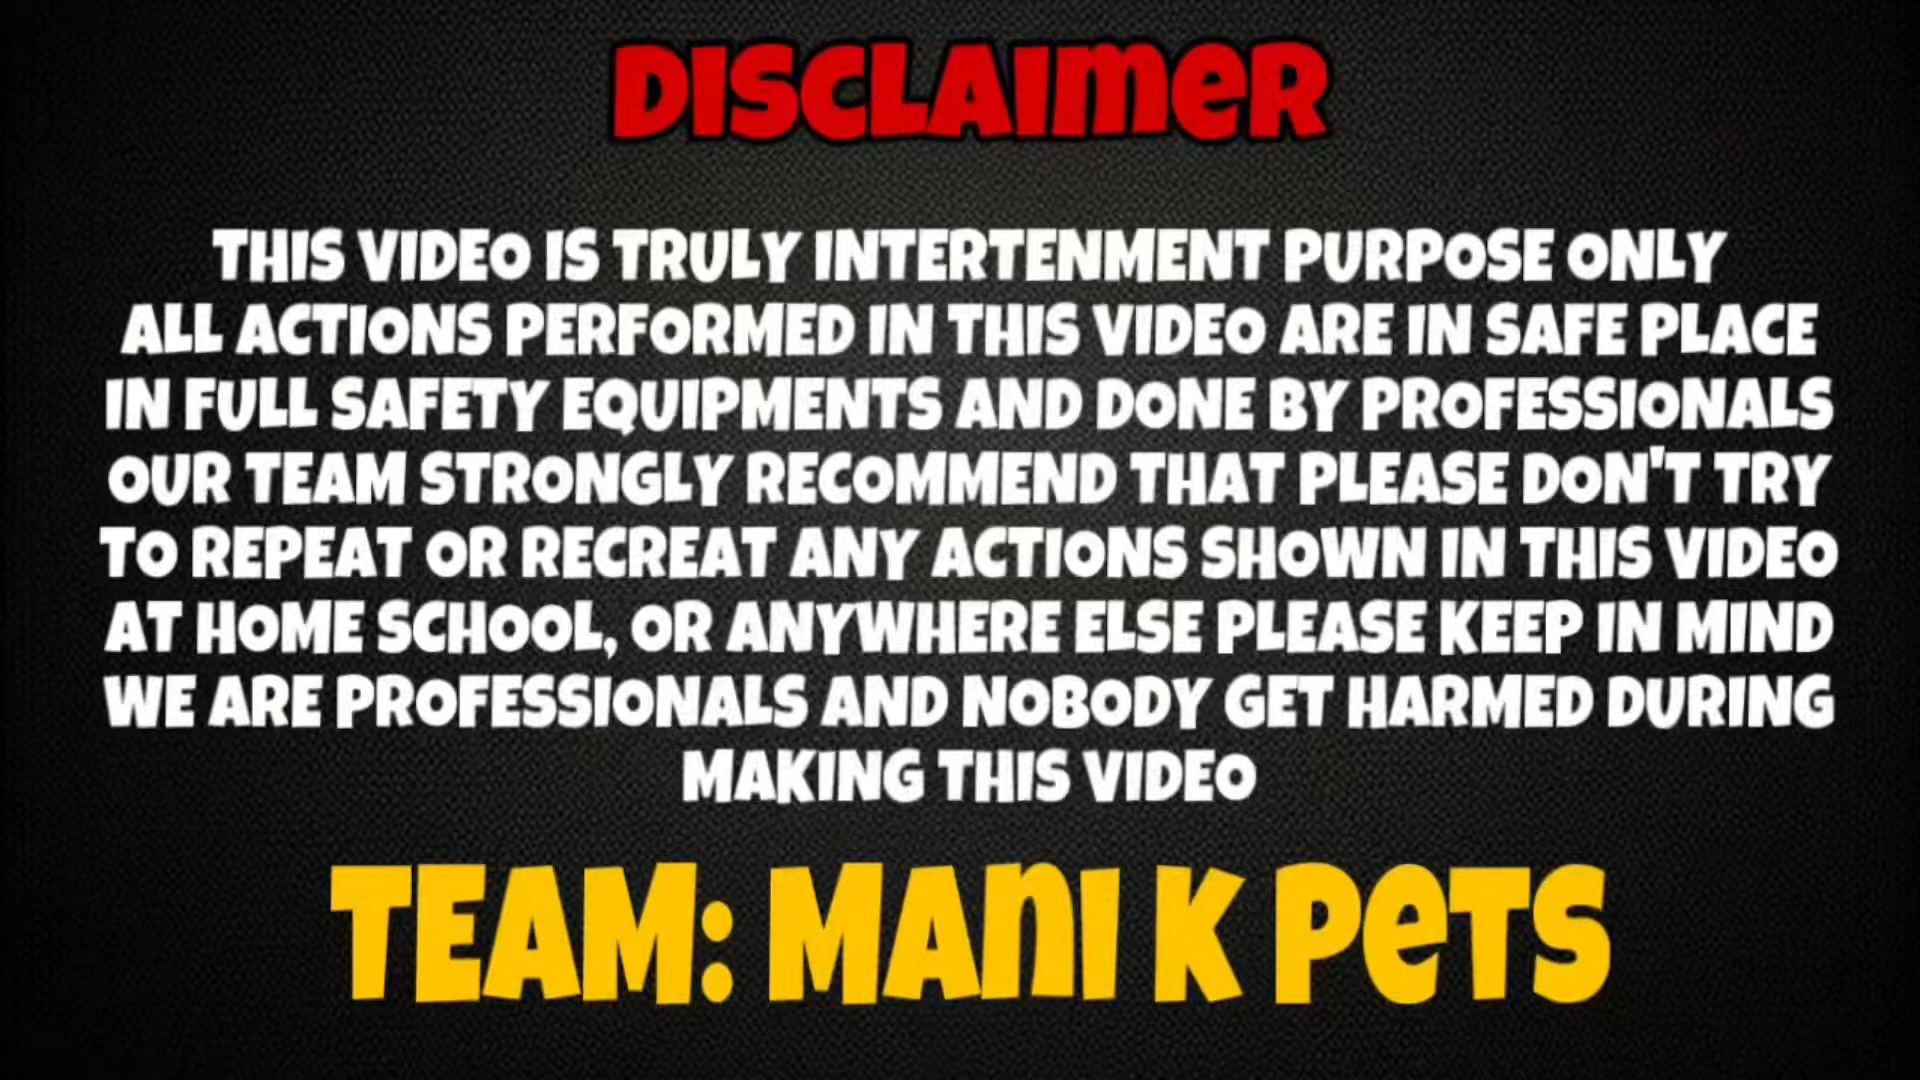 DISCLAIMER
THIS VIDEO IS TRULY INTERTENMENT PURPOSE ONLY
ALL ACTIONS PERFORMED IN THIS VIDEO ARE IN SAFE PLACE
IN FULL SAFETY EQUIPMENTS AND DONE BY PROFESSIONALS
OUR TEAM STRONGLY RECOMMEND THAT PLEASE DON'T TRY
TO REPEAT OR RECREAT ANY ACTIONS SHOWN IN THIS VIDEO
AT HOME SCHOOL, OR ANYWHERE ELSE PLEASE KEEP IN MIND
WE ARE PROFESSIONALS AND NOBODY GET HARMED DURING
MAKING THIS VIDEO
TEAM: MANI K PETS